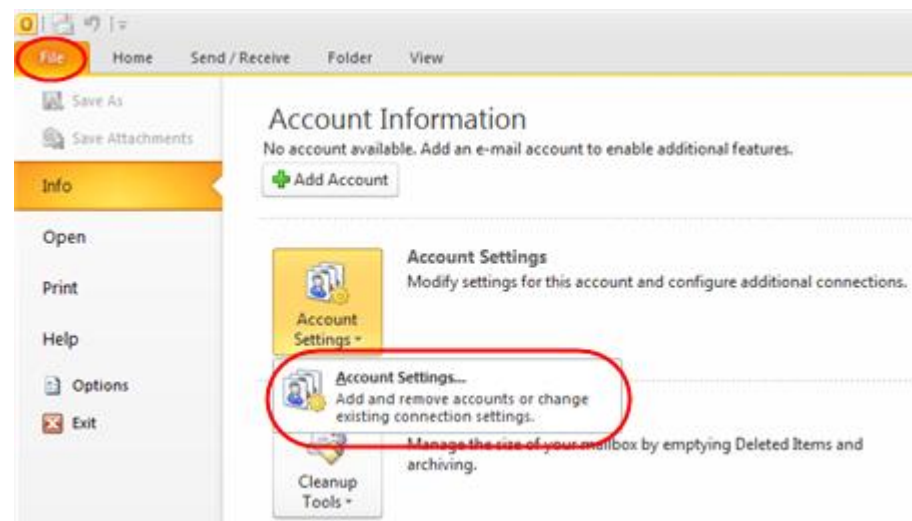 File Home Send / Receive Folder View
Save As
Save Attachments
Info
Open
Print
Help
Options
Exit
Account Information
No account available. Add an e-mail account to enable additional features.
Add Account
Account
Settings
Account Settings
Modify settings for this account and configure additional connections.
Account Settings...
Add and remove accounts or change
existing connection settings.
Cleanup
Tools
Manage the size of your mailbox by emptying Deleted Items and
archiving.